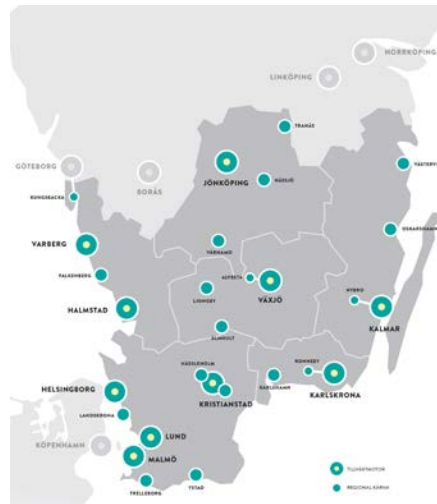 NORRKÖPING
LINKÖPING
TRANÅS
GÖTEBORG
BORÅS
JÖNKÖPING
NÄSSJÖ
VÄSTERVIK
KUNGSBACKA
OSKARSHAMN
VARBERG
VÄRNAMO
FALKENBERG
ALVESTA
LJUNGBY
VÄXJÖ
NYBRO
HALMSTAD
KALMAR
ÄLMHULT
HÄSSLEHOLM
RONNEBY
HELSINGBORG
KARLSHAMN
KRISTIANSTAD
KARLSKRONA
LANDSKRONA
LUND
KÖPENHAMN
MALMÖ
TRELLEBORG
YSTAD
TILLVÄXTMOTOR
REGIONAL KÄRNA